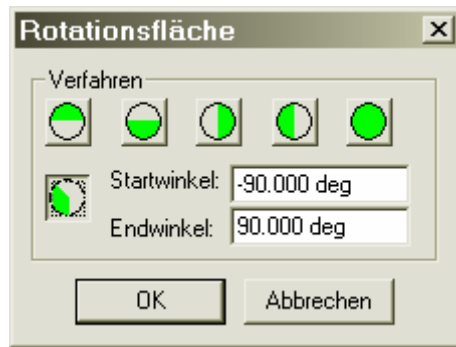 Rotationsfläche
Verfahren
Startwinkel: -90.000 deg
Endwinkel: 90.000 deg
OK Abbrechen